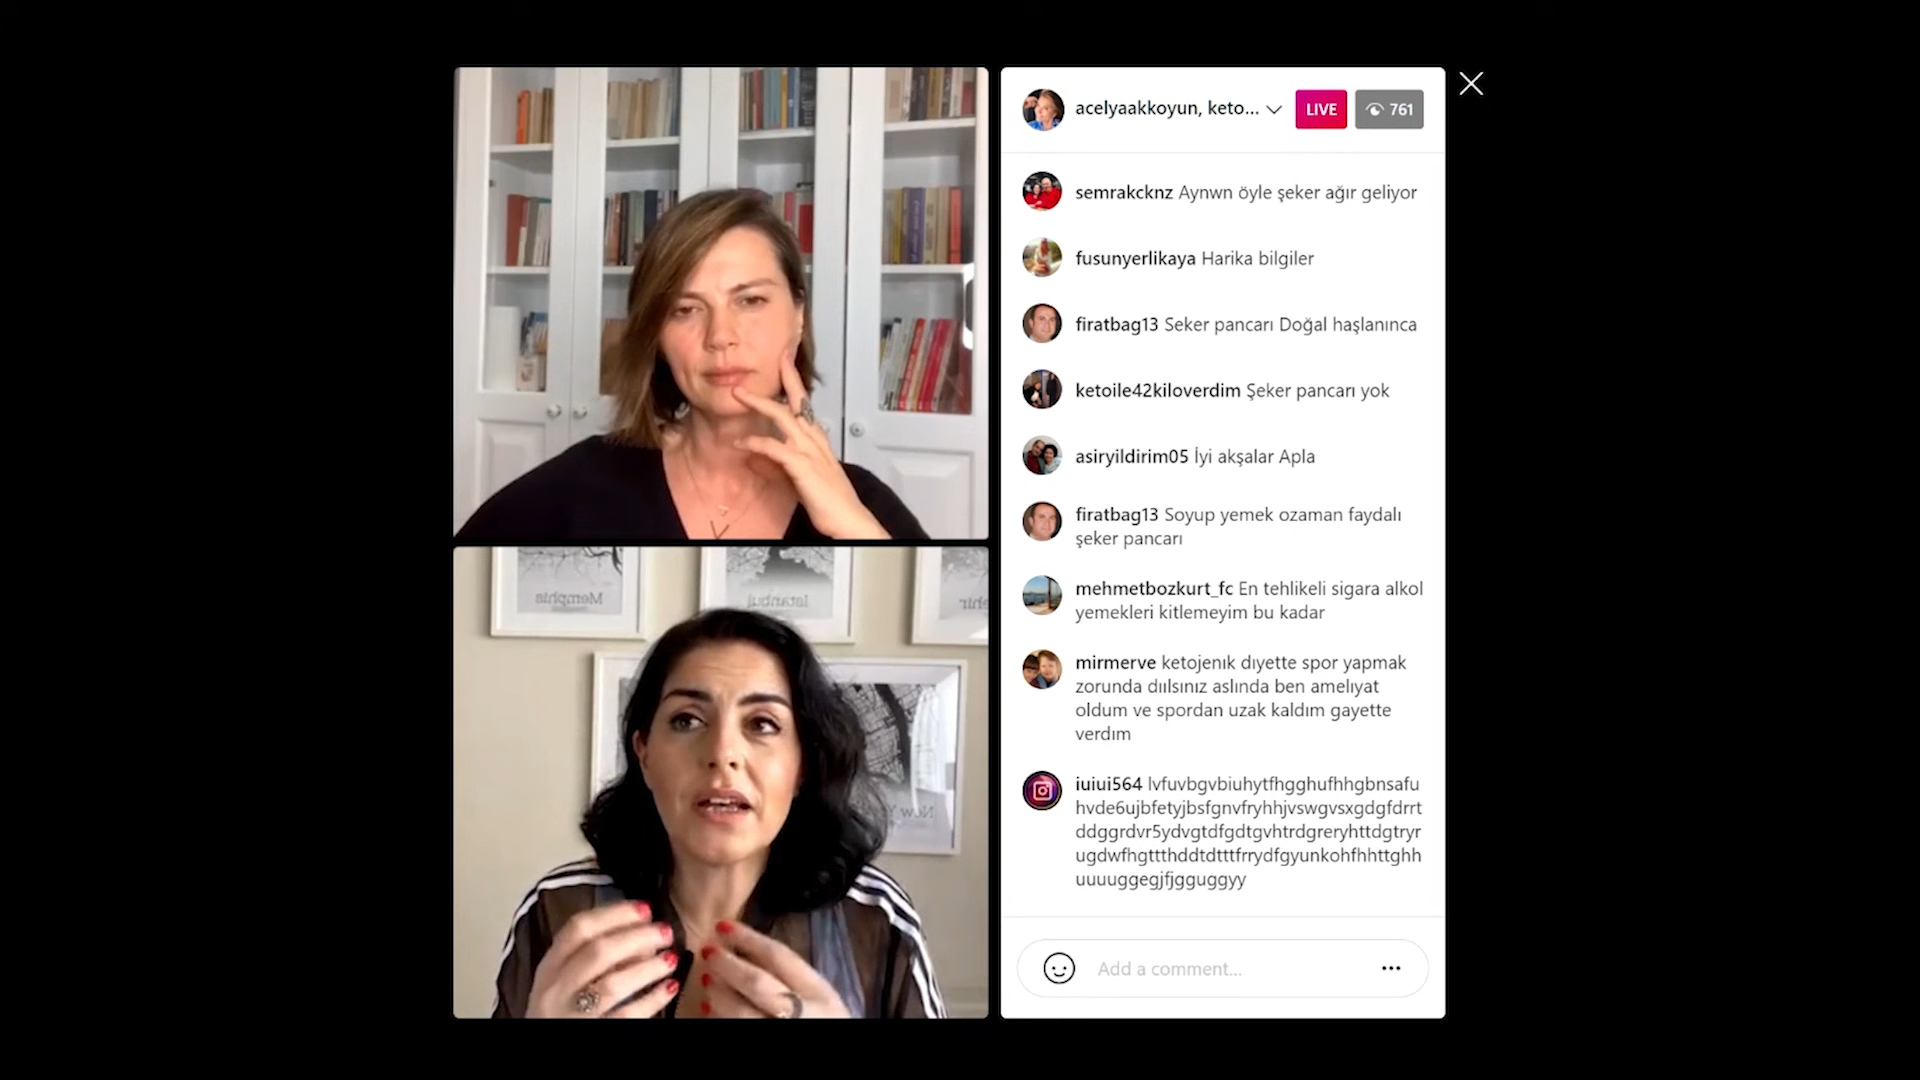 acelyaakkoyun, keto...
LIVE
761
semrakcknz Aynwn öyle şeker ağır geliyor
fusunyerlikaya Harika bilgiler
firatbag13 Seker pancarı Doğal haşlanınca
ketoile42kiloverdim Şeker pancarı yok
asiryildirim05 İyi akşalar Apla
firatbag13 Soyup yemek ozaman faydalı
şeker pancarı
mehmetbozkurt_fc En tehlikeli sigara alkol
yemekleri kitlemeyim bu kadar
mirmerve ketojenık dıyette spor yapmak
zorunda dıılsınız aslında ben amelıyat
oldum ve spordan uzak kaldım gayette
verdım
iuiui564 lvfuvbgvbiuhytfhgghufhhgbnsafu
hvde6ujbfetyjbsfgnvfryhhjvswgvsxgdgfdrrt
ddggrdvr5ydvgtdfgdtgvhtrdgreryhttdgtryr
ugdwfhgttthddtdtttfrrydfgyunkohfhhttghh
uuuuggegjfjgguggyy
Add a comment...
Memphis
Istanbul
New Y